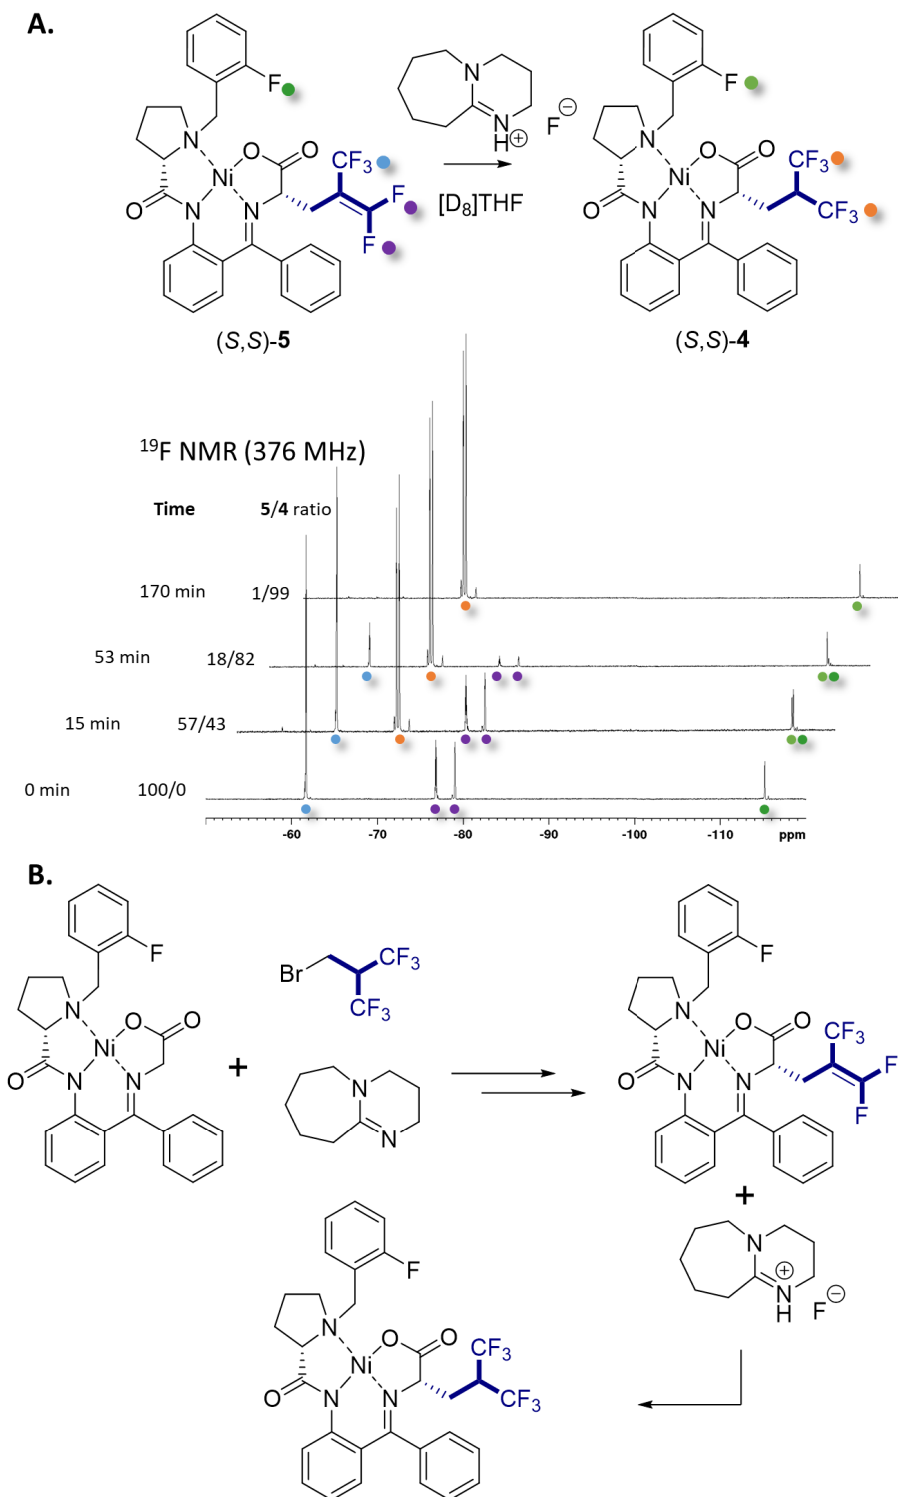 A.
F
N
O
O
Ni
O
N
N
CF3
F
F
(S,S)-5
N
N
H
⊕
F⊖
[D8]THF
F
N
O
O
Ni
O
N
N
CF3
CF3
(S,S)-4
19F NMR (376 MHz)
Time 5/4 ratio
170 min 1/99
53 min 18/82
15 min 57/43
0 min 100/0
-60 -70 -80 -90 -100 -110 ppm
B.
F
N
O
O
Ni
O
N
N
+
Br
CF3
CF3
N
N
F
N
O
O
Ni
O
N
N
CF3
F
F
+
N
⊕
N
H
F⊖
F
N
O
O
Ni
O
N
N
CF3
CF3